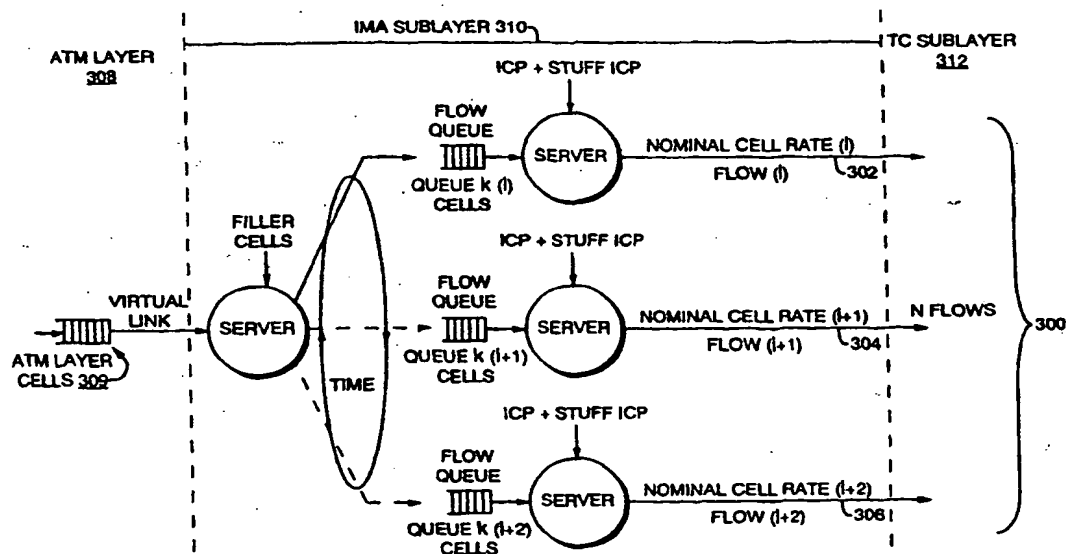 IMA SUBLAYER 310
ATM LAYER
308
TC SUBLAYER
312
ICP + STUFF ICP
FLOW
QUEUE
SERVER
NOMINAL CELL RATE (i)
302
FLOW (i)
QUEUE k (i)
CELLS
FILLER
CELLS
ICP + STUFF ICP
FLOW
QUEUE
VIRTUAL
LINK
SERVER
SERVER
NOMINAL CELL RATE (i+1)
N FLOWS
300
304
FLOW (i+1)
QUEUE k (i+1)
CELLS
ATM LAYER
CELLS 309
TIME
ICP + STUFF ICP
FLOW
QUEUE
SERVER
NOMINAL CELL RATE (i+2)
306
FLOW (i+2)
QUEUE k (i+2)
CELLS